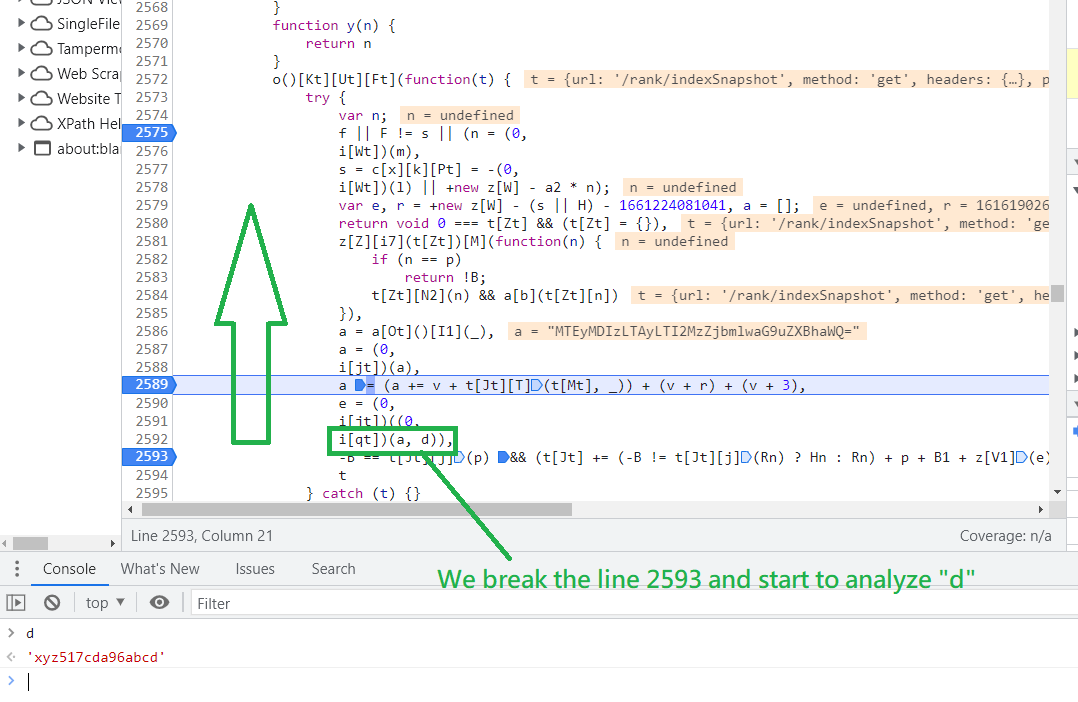 JSON View
SingleFile
Tampermo
Web Scrap
Website T
XPath Hel
about:bla
2568 }
2569 function y(n) {
2570 return n
2571 }
2572 o()[Kt][Ut][Ft](function(t) { t = {url: '/rank/indexSnapshot', method: 'get', headers: {…}, p
2573 try {
2574 var n; n = undefined
2575 f || F != s || (n = (0,
2576 i[Wt])(m),
2577 s = c[x][k][Pt] = -(0,
2578 i[Wt])(l) || +new z[W] - a2 * n); n = undefined
2579 var e, r = +new z[W] - (s || H) - 1661224081041, a = []; e = undefined, r = 161619026
2580 return void 0 === t[Zt] && (t[Zt] = {}), t = {url: '/rank/indexSnapshot', method: 'ge
2581 z[Z][i7](t[Zt])[M](function(n) { n = undefined
2582 if (n == p)
2583 return !B;
2584 t[Zt][N2](n) && a[b](t[Zt][n]) t = {url: '/rank/indexSnapshot', method: 'get', he
2585 }),
2586 a = a[Ot]()[I1](_), a = "MTEyMDIzLTAyLTI2MzZjbmlwaG9uZXBhaWQ="
2587 a = (0,
2588 i[jt])(a),
2589 a = (a += v + t[Jt][T](t[Mt], _)) + (v + r) + (v + 3),
2590 e = (0,
2591 i[jt])((0,
2592 i[qt])(a, d)),
2593 -B == t[Jt][j](p) && (t[Jt] += (-B != t[Jt][j](Rn) ? Hn : Rn) + p + B1 + z[V1](e)
2594 t
2595 } catch (t) {}
Line 2593, Column 21 Coverage: n/a
Console What's New Issues Search
We break the line 2593 and start to analyze "d"
top Filter
d
'xyz517cda96abcd'